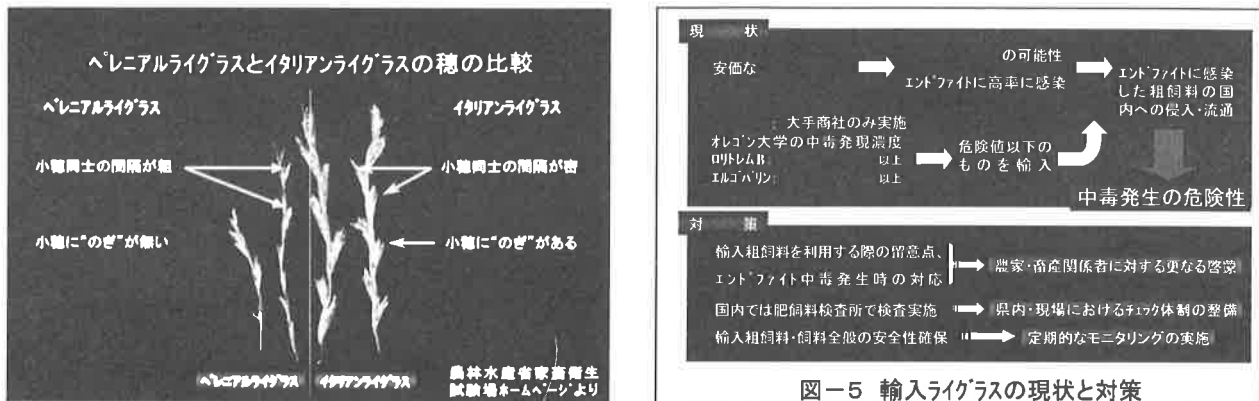 ペレニアルライグラスとイタリアンライグラスの穂の比較
ペレニアルライグラス
イタリアンライグラス
小穂同士の間隔が粗
小穂同士の間隔が密
小穂に"のぎ"が無い
小穂に"のぎ"がある
ペレニアルライグラス
イタリアンライグラス
農林水産省家畜衛生
試験場ホームページより
現 状
安価な
の可能性
エンドファイトに高率に感染
エンドファイトに感染
した粗飼料の国
内への侵入・流通
大手商社のみ実施
オレゴン大学の中毒発現濃度
ロリトレムB: 以上
エルゴバリン: 以上
危険値以下の
ものを輸入
中毒発生の危険性
対 策
輸入粗飼料を利用する際の留意点、
エンドファイト中毒発生時の対応
農家・畜産関係者に対する更なる啓蒙
国内では肥飼料検査所で検査実施
県内・現場におけるチェック体制の整備
輸入粗飼料・飼料全般の安全性確保
定期的なモニタリングの実施
図－5 輸入ライグラスの現状と対策